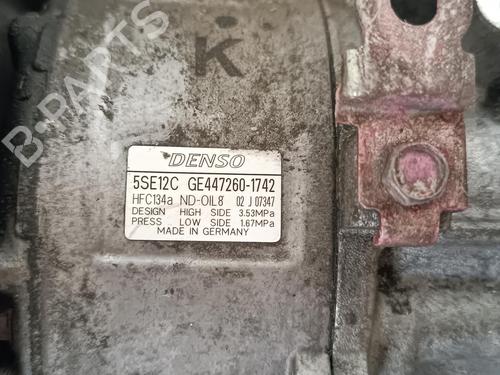 K
B-PARTS
DENSO
5SE12C GE447260-1742
HFC134a ND-OIL8 02 J 07347
DESIGN HIGH SIDE 3.53MPa
PRESS LOW SIDE 1.67MPa
MADE IN GERMANY